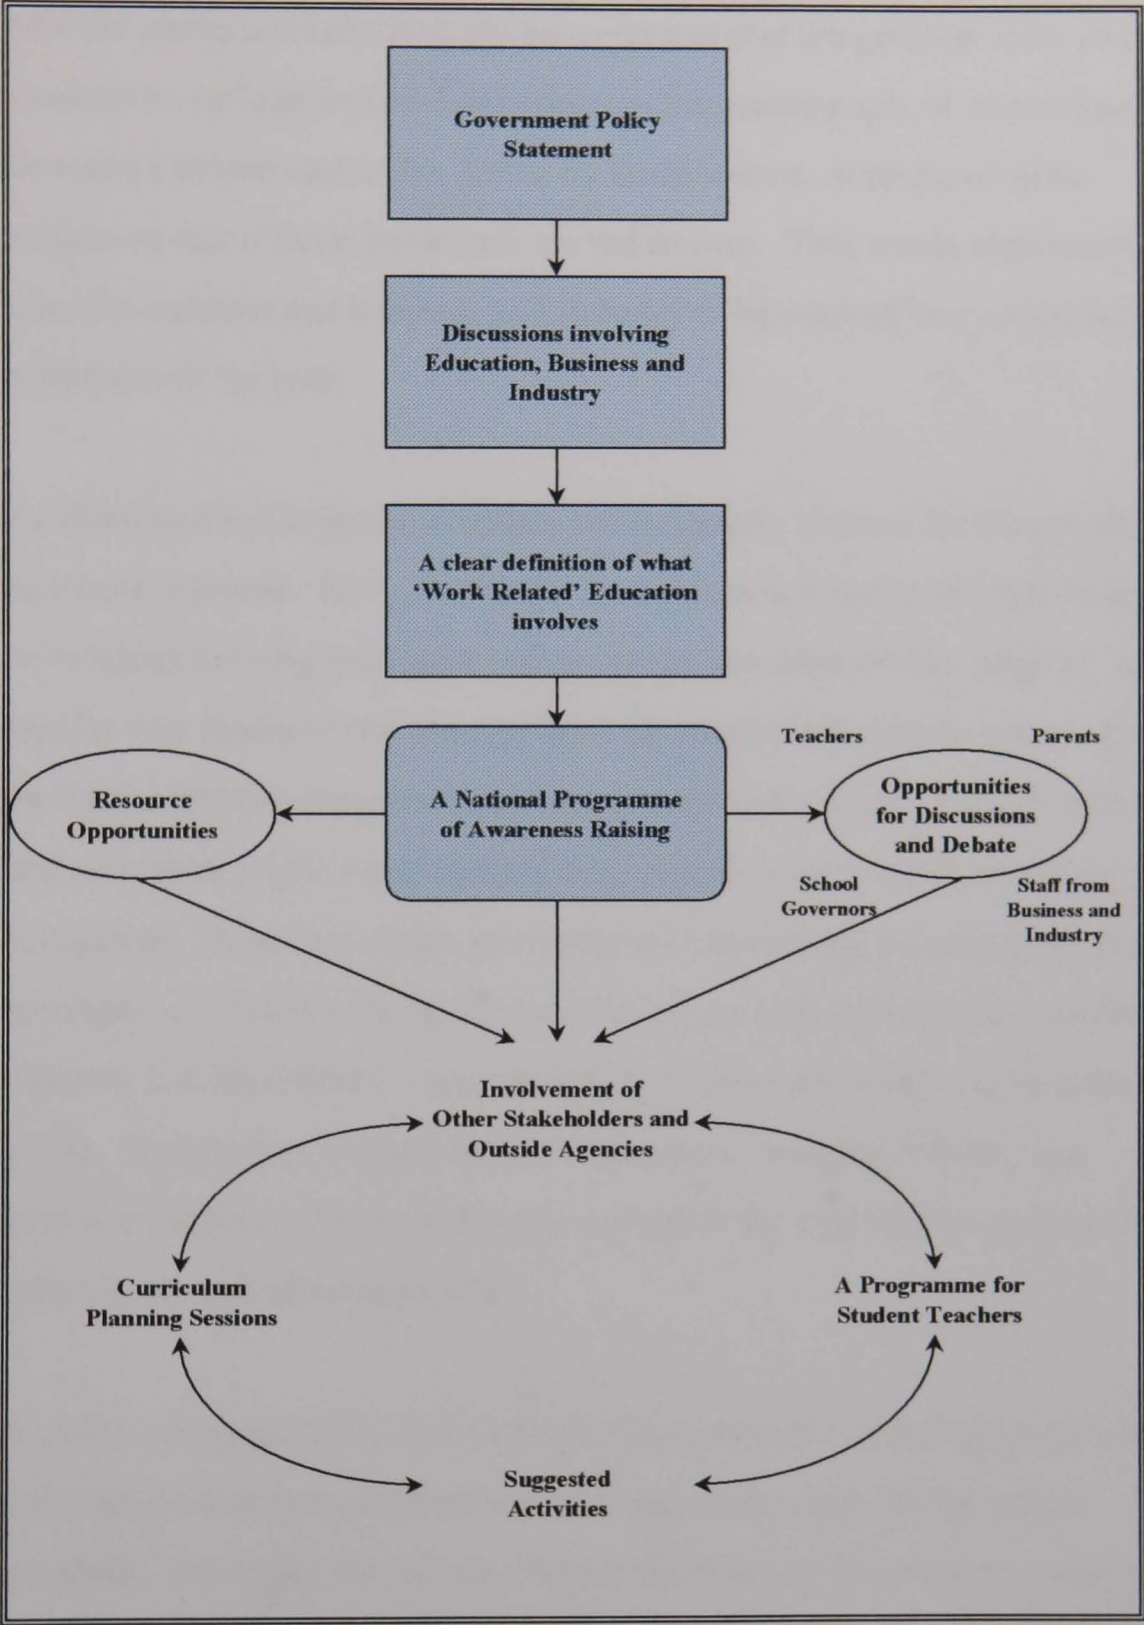 Government Policy
Statement
Discussions involving
Education, Business and
Industry
A clear definition of what
‘Work Related’ Education
involves
A National Programme
of Awareness Raising
Resource
Opportunities
Teachers
Parents
Opportunities
for Discussions
and Debate
School
Governors
Staff from
Business and
Industry
Involvement of
Other Stakeholders and
Outside Agencies
Curriculum
Planning Sessions
A Programme for
Student Teachers
Suggested
Activities